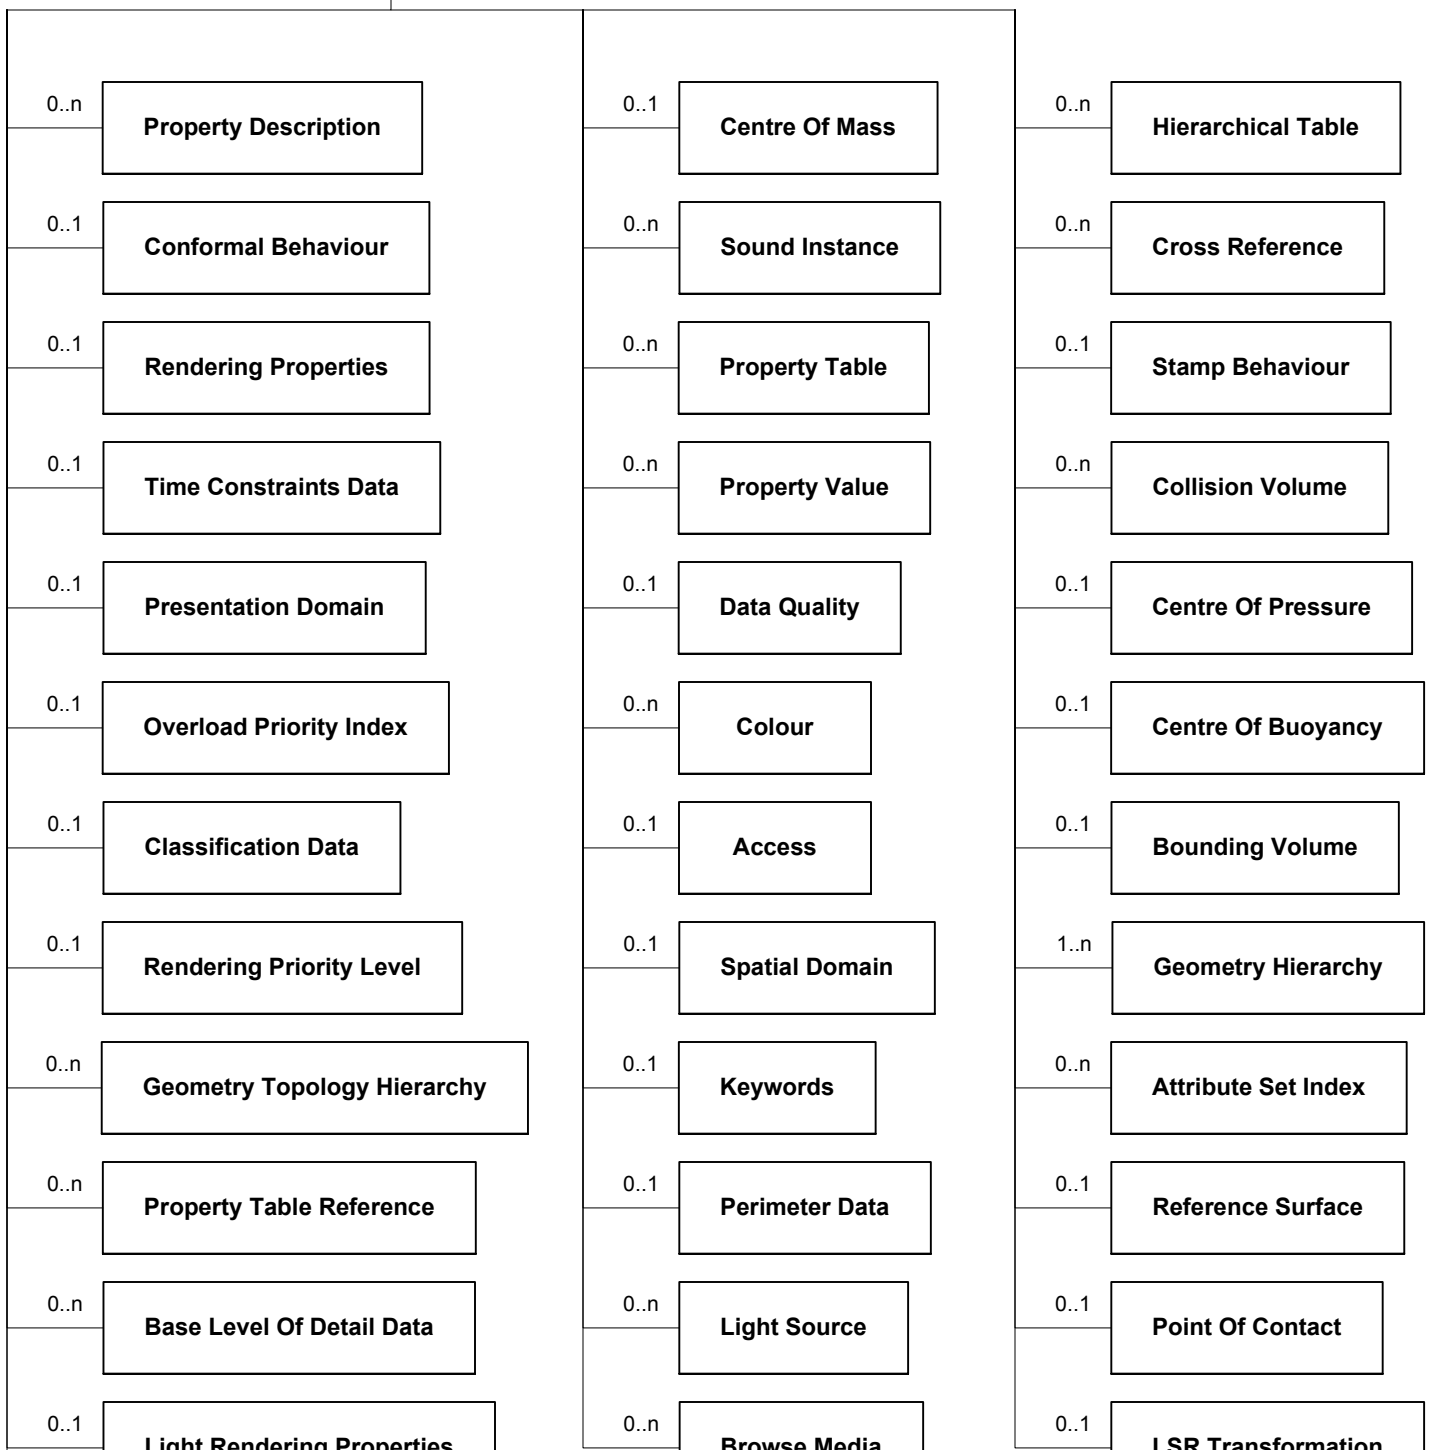 0..n Property Description
0..1 Conformal Behaviour
0..1 Rendering Properties
0..1 Time Constraints Data
0..1 Presentation Domain
0..1 Overload Priority Index
0..1 Classification Data
0..1 Rendering Priority Level
0..n Geometry Topology Hierarchy
0..n Property Table Reference
0..n Base Level Of Detail Data
0..1 Light Rendering Properties
0..1 Centre Of Mass
0..n Sound Instance
0..n Property Table
0..n Property Value
0..1 Data Quality
0..n Colour
0..1 Access
0..1 Spatial Domain
0..1 Keywords
0..1 Perimeter Data
0..n Light Source
0..n Browse Media
0..n Hierarchical Table
0..n Cross Reference
0..1 Stamp Behaviour
0..n Collision Volume
0..1 Centre Of Pressure
0..1 Centre Of Buoyancy
0..1 Bounding Volume
1..n Geometry Hierarchy
0..n Attribute Set Index
0..1 Reference Surface
0..1 Point Of Contact
0..1 LSR Transformation